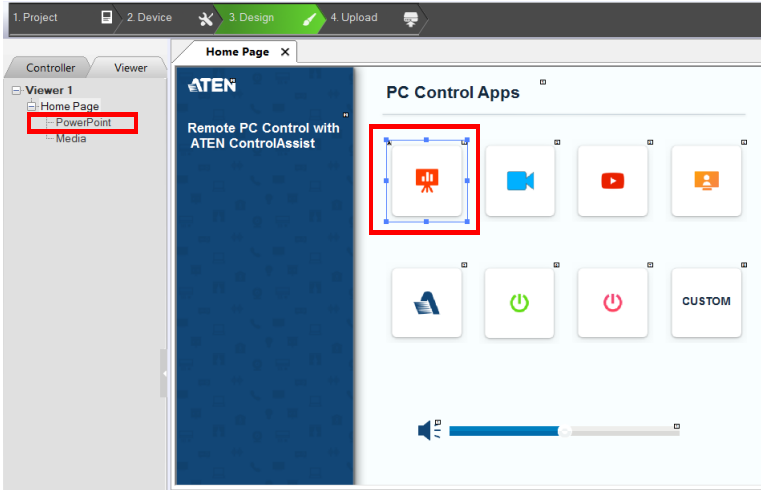 1. Project
2. Device
3. Design
4. Upload
Home Page X
Controller
Viewer
Viewer 1
Home Page
PowerPoint
Media
ATEN
Remote PC Control with
ATEN ControlAssist
PC Control Apps
CUSTOM